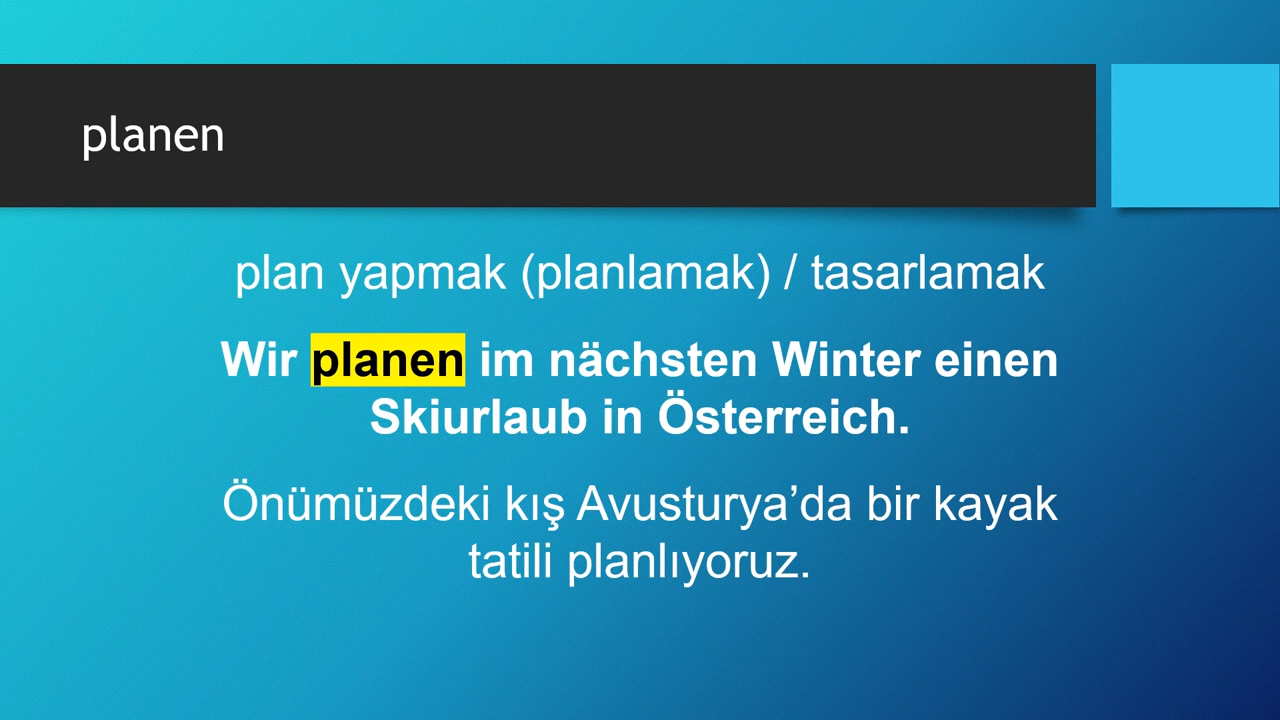 planen
plan yapmak (planlamak) / tasarlamak
Wir planen im nächsten Winter einen
Skiurlaub in Österreich.
Önümüzdeki kış Avusturya’da bir kayak
tatili planlıyoruz.